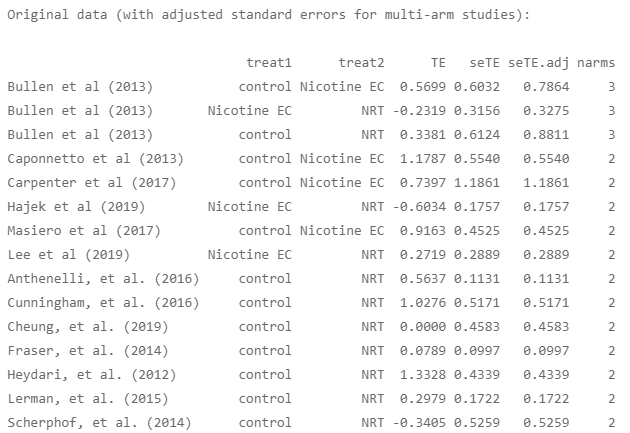 Original data (with adjusted standard errors for multi-arm studies):
treat1 treat2 TE seTE seTE.adj narms
Bullen et al (2013) control Nicotine EC 0.5699 0.6032 0.7864 3
Bullen et al (2013) Nicotine EC NRT -0.2319 0.3156 0.3275 3
Bullen et al (2013) control NRT 0.3381 0.6124 0.8811 3
Caponnetto et al (2013) control Nicotine EC 1.1787 0.5540 0.5540 2
Carpenter et al (2017) control Nicotine EC 0.7397 1.1861 1.1861 2
Hajek et al (2019) Nicotine EC NRT -0.6034 0.1757 0.1757 2
Masiero et al (2017) control Nicotine EC 0.9163 0.4525 0.4525 2
Lee et al (2019) Nicotine EC NRT 0.2719 0.2889 0.2889 2
Anthenelli, et al. (2016) control NRT 0.5637 0.1131 0.1131 2
Cunningham, et al. (2016) control NRT 1.0276 0.5171 0.5171 2
Cheung, et al. (2019) control NRT 0.0000 0.4583 0.4583 2
Fraser, et al. (2014) control NRT 0.0789 0.0997 0.0997 2
Heydari, et al. (2012) control NRT 1.3328 0.4339 0.4339 2
Lerman, et al. (2015) control NRT 0.2979 0.1722 0.1722 2
Scherphof, et al. (2014) control NRT -0.3405 0.5259 0.5259 2